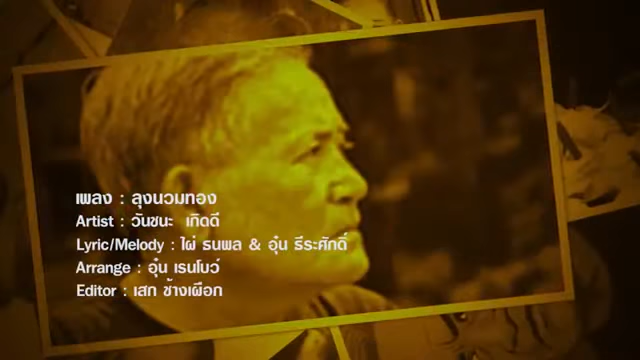 เพลง : ลุงนวมทอง
Artist : วันชนะ เกิดดี
Lyric/Melody : ไผ่ ธนพล & อุ๋น ธีระศักดิ์
Arrange : อุ๋น เรนโบว์
Editor : เสก ช้างเผือก